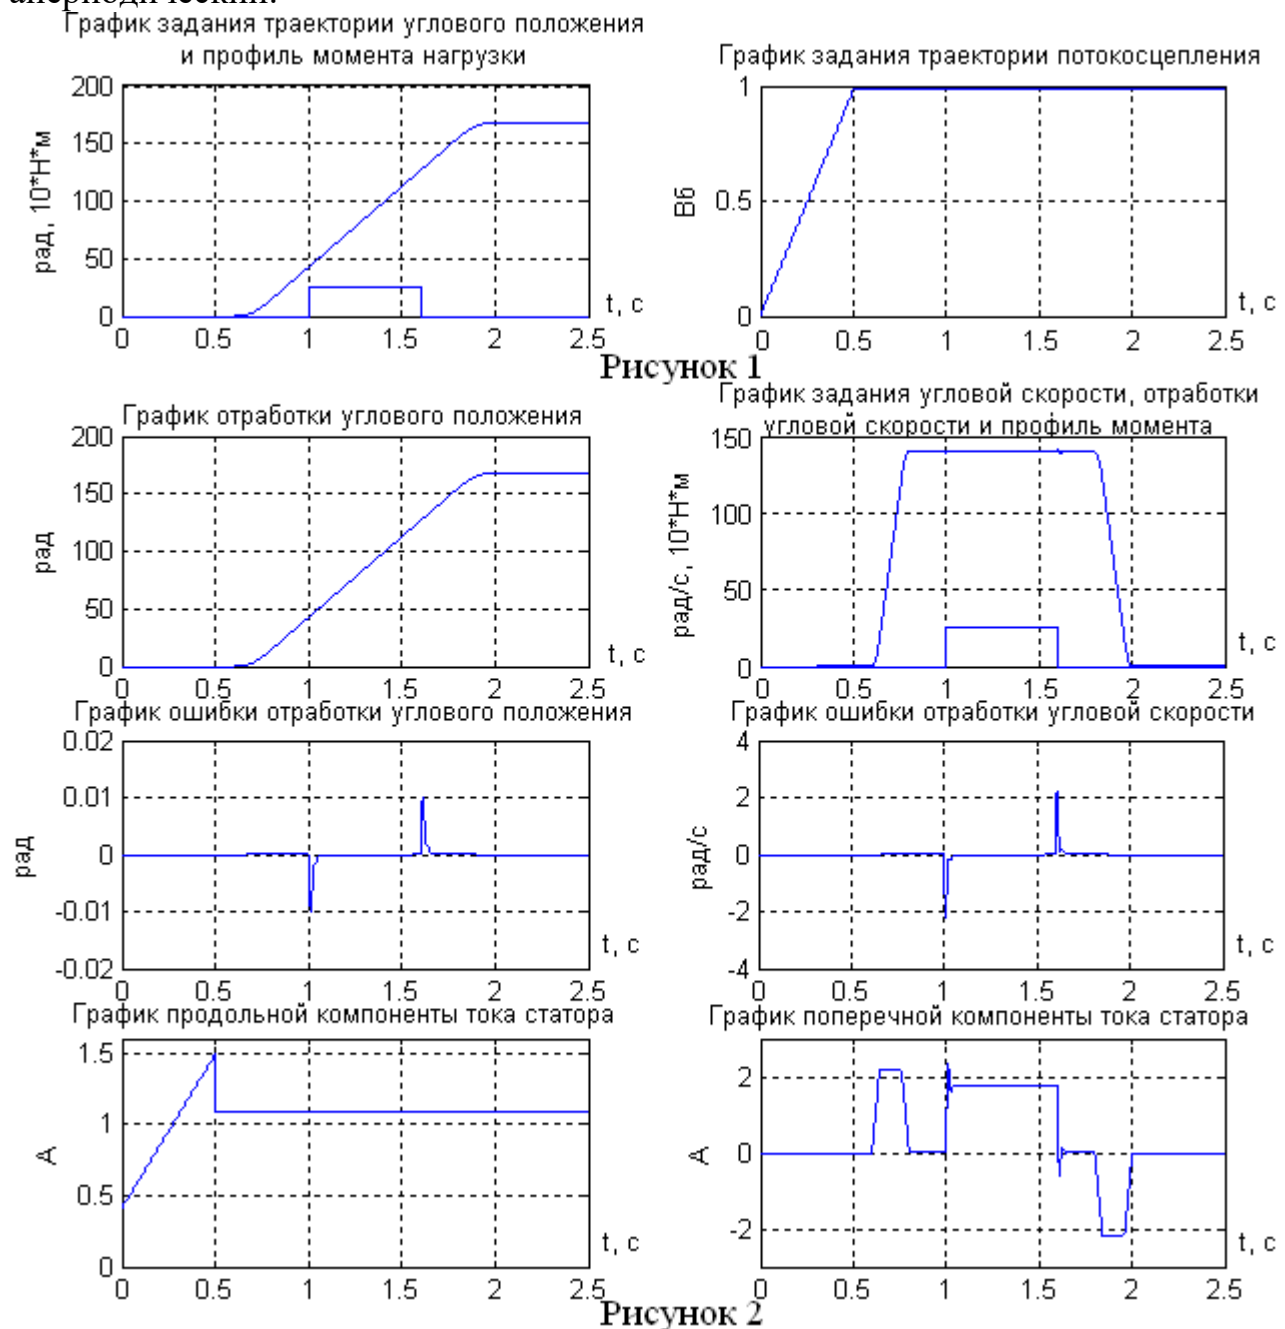 апериодический.
График задания траектории углового положения
и профиль момента нагрузки
200
150
100
50
0
рад, 10*Н*м
0 0.5 1 1.5 2 2.5
t, с
График задания траектории потокосцепления
1
0.5
0
Вб
0 0.5 1 1.5 2 2.5
t, с
Рисунок 1
График отработки углового положения
200
150
100
50
0
рад
0 0.5 1 1.5 2 2.5
t, с
График задания угловой скорости, отработки
угловой скорости и профиль момента
150
100
50
0
рад/с, 10*Н*м
0 0.5 1 1.5 2 2.5
t, с
График ошибки отработки углового положения
0.02
0.01
0
-0.01
-0.02
рад
0 0.5 1 1.5 2 2.5
t, с
График ошибки отработки угловой скорости
4
2
0
-2
-4
рад/с
0 0.5 1 1.5 2 2.5
t, с
График продольной компоненты тока статора
1.5
1
0.5
0
А
0 0.5 1 1.5 2 2.5
t, с
График поперечной компоненты тока статора
2
0
-2
А
0 0.5 1 1.5 2 2.5
t, с
Рисунок 2